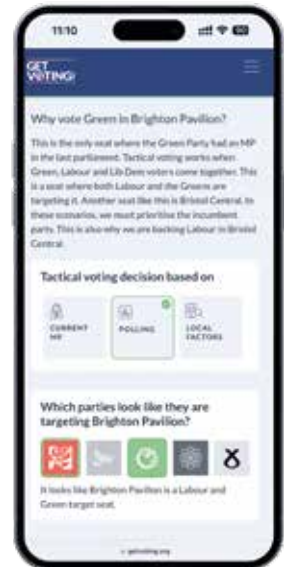 11:10
GET
VOTING!
Why vote Green in Brighton Pavilion?
This is the only seat where the Green Party had an MP
in the last parliament. Tactical voting works when
Green, Labour and Lib Dem voters come together. This
is a seat where both Labour and the Greens are
targeting it. Another seat like this is Bristol Central. In
these scenarios, we must prioritise the incumbent
party. This is also why we are backing Labour in Bristol
Central.
Tactical voting decision based on
CURRENT
MP
POLLING
LOCAL
FACTORS
Which parties look like they are
targeting Brighton Pavilion?
It looks like Brighton Pavilion is a Labour and
Green target seat.
getvoting.org